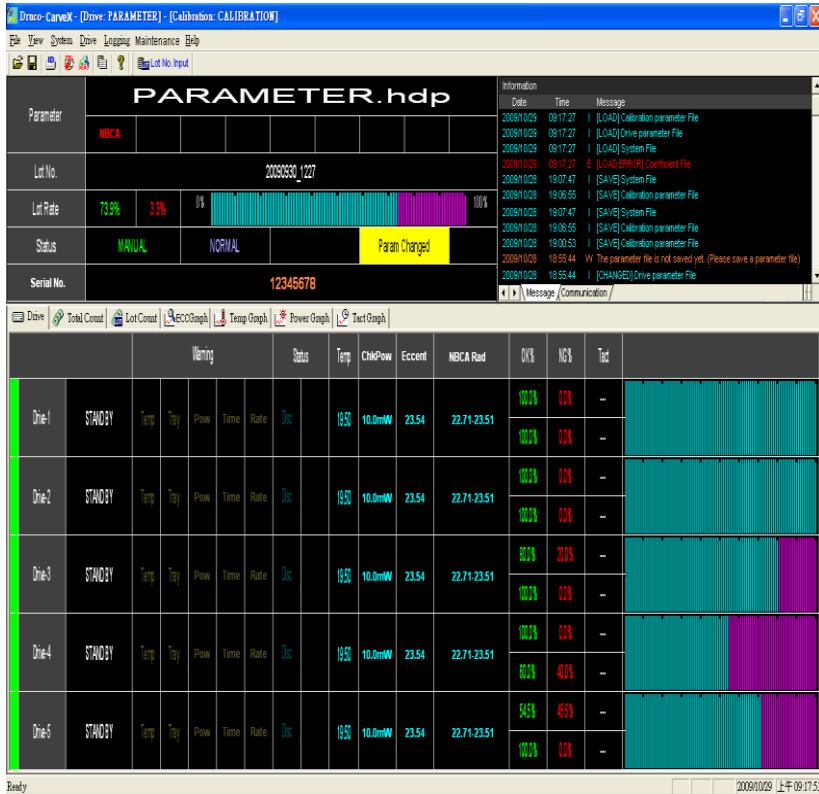 Draco-CarveX - [Drive: PARAMETER] - [Calibration: CALIBRATION]
File View System Drive Logging Maintenance Help
Lot No.Input
Parameter
PARAMETER.hdp
NBCA
Lot No.
20090930_1227
Lot Rate
73.9% 3.3% 0% 100%
Status
MANUAL NORMAL Param Changed
Serial No.
12345678
Information
Date Time Message
2009/10/29 09:17:27 I [LOAD] Calibration parameter File
2009/10/29 09:17:27 I [LOAD] Drive parameter File
2009/10/29 09:17:27 I [LOAD] System File
2009/10/29 09:17:27 E [LOAD ERROR] Coefficient File
2009/10/28 19:07:47 I [SAVE] System File
2009/10/28 19:06:55 I [SAVE] Calibration parameter File
2009/10/28 19:07:47 I [SAVE] System File
2009/10/28 19:06:55 I [SAVE] Calibration parameter File
2009/10/28 19:00:53 I [SAVE] Calibration parameter File
2009/10/28 18:55:44 W The parameter file is not saved yet. (Please save a parameter file)
2009/10/28 18:55:44 I [CHANGED] Drive parameter File
Message Communication
Drive Total Count Lot Count ECCGraph Temp Graph Power Graph Tact Graph
Warning Status Temp ChkPow Eccent NBCA Rad OK% NG% Tact
Drive-1 STANDBY Temp Tray Pow Time Rate Disc 19.50 10.0mW 23.54 22.71-23.51
100.0% 0.0% --
100.0% 0.0% --
Drive-2 STANDBY Temp Tray Pow Time Rate Disc 19.50 10.0mW 23.54 22.71-23.51
100.0% 0.0% --
100.0% 0.0% --
Drive-3 STANDBY Temp Tray Pow Time Rate Disc 19.50 10.0mW 23.54 22.71-23.51
80.0% 20.0% --
100.0% 0.0% --
Drive-4 STANDBY Temp Tray Pow Time Rate Disc 19.50 10.0mW 23.54 22.71-23.51
100.0% 0.0% --
60.0% 40.0% --
Drive-5 STANDBY Temp Tray Pow Time Rate Disc 19.50 10.0mW 23.54 22.71-23.51
54.5% 45.5% --
100.0% 0.0% --
Ready
2009/10/29 上午 09:17:53